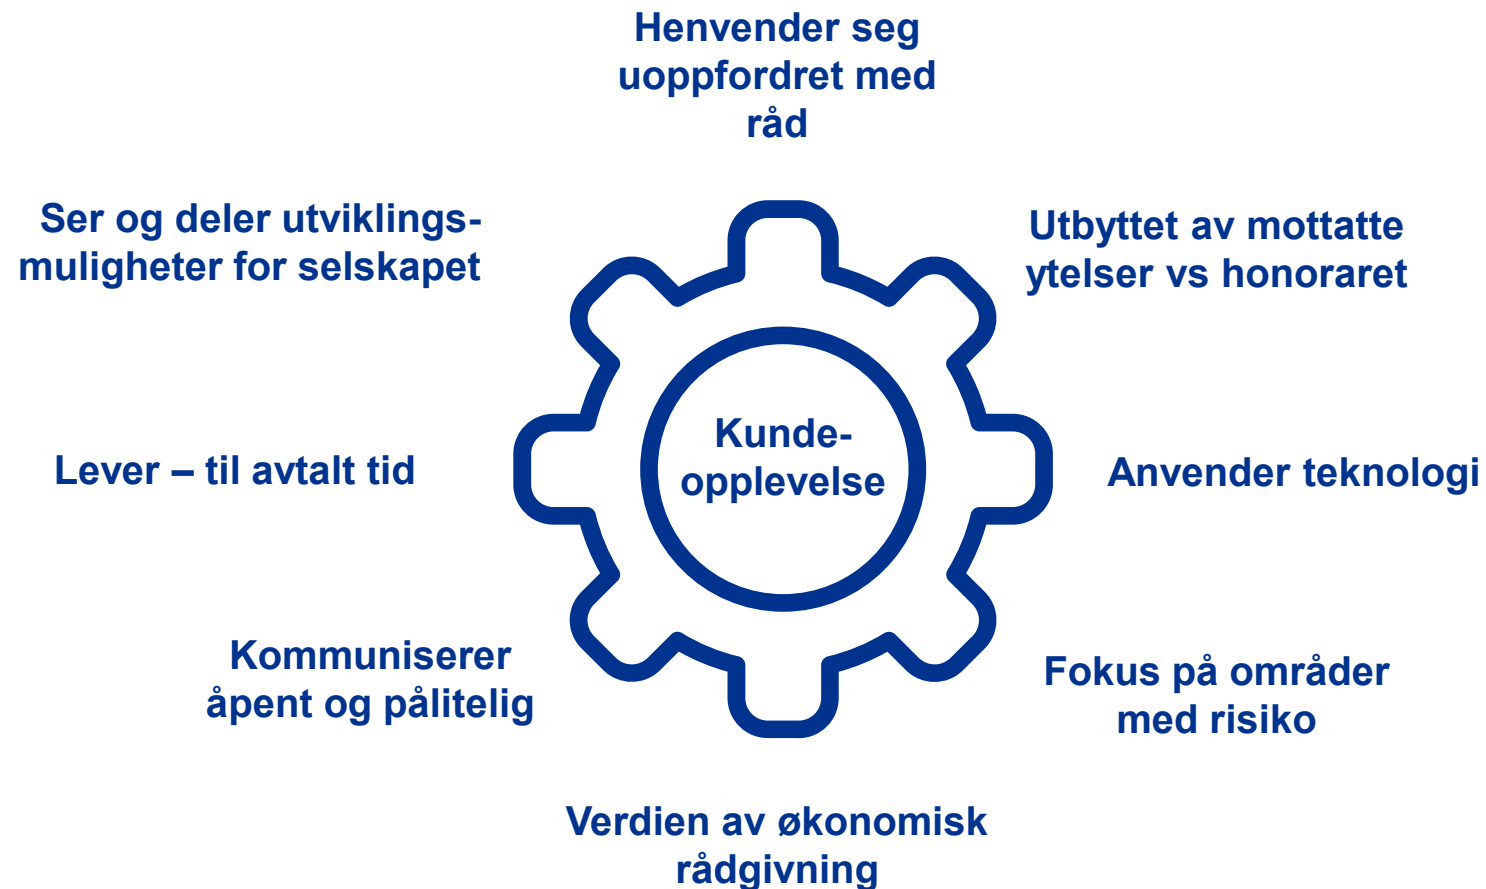 Henvender seg
uoppfordret med
råd
Ser og deler utviklings-
muligheter for selskapet
Utbyttet av mottatte
ytelser vs honoraret
Kunde-
opplevelse
Lever – til avtalt tid
Anvender teknologi
Kommuniserer
åpent og pålitelig
Fokus på områder
med risiko
Verdien av økonomisk
rådgivning